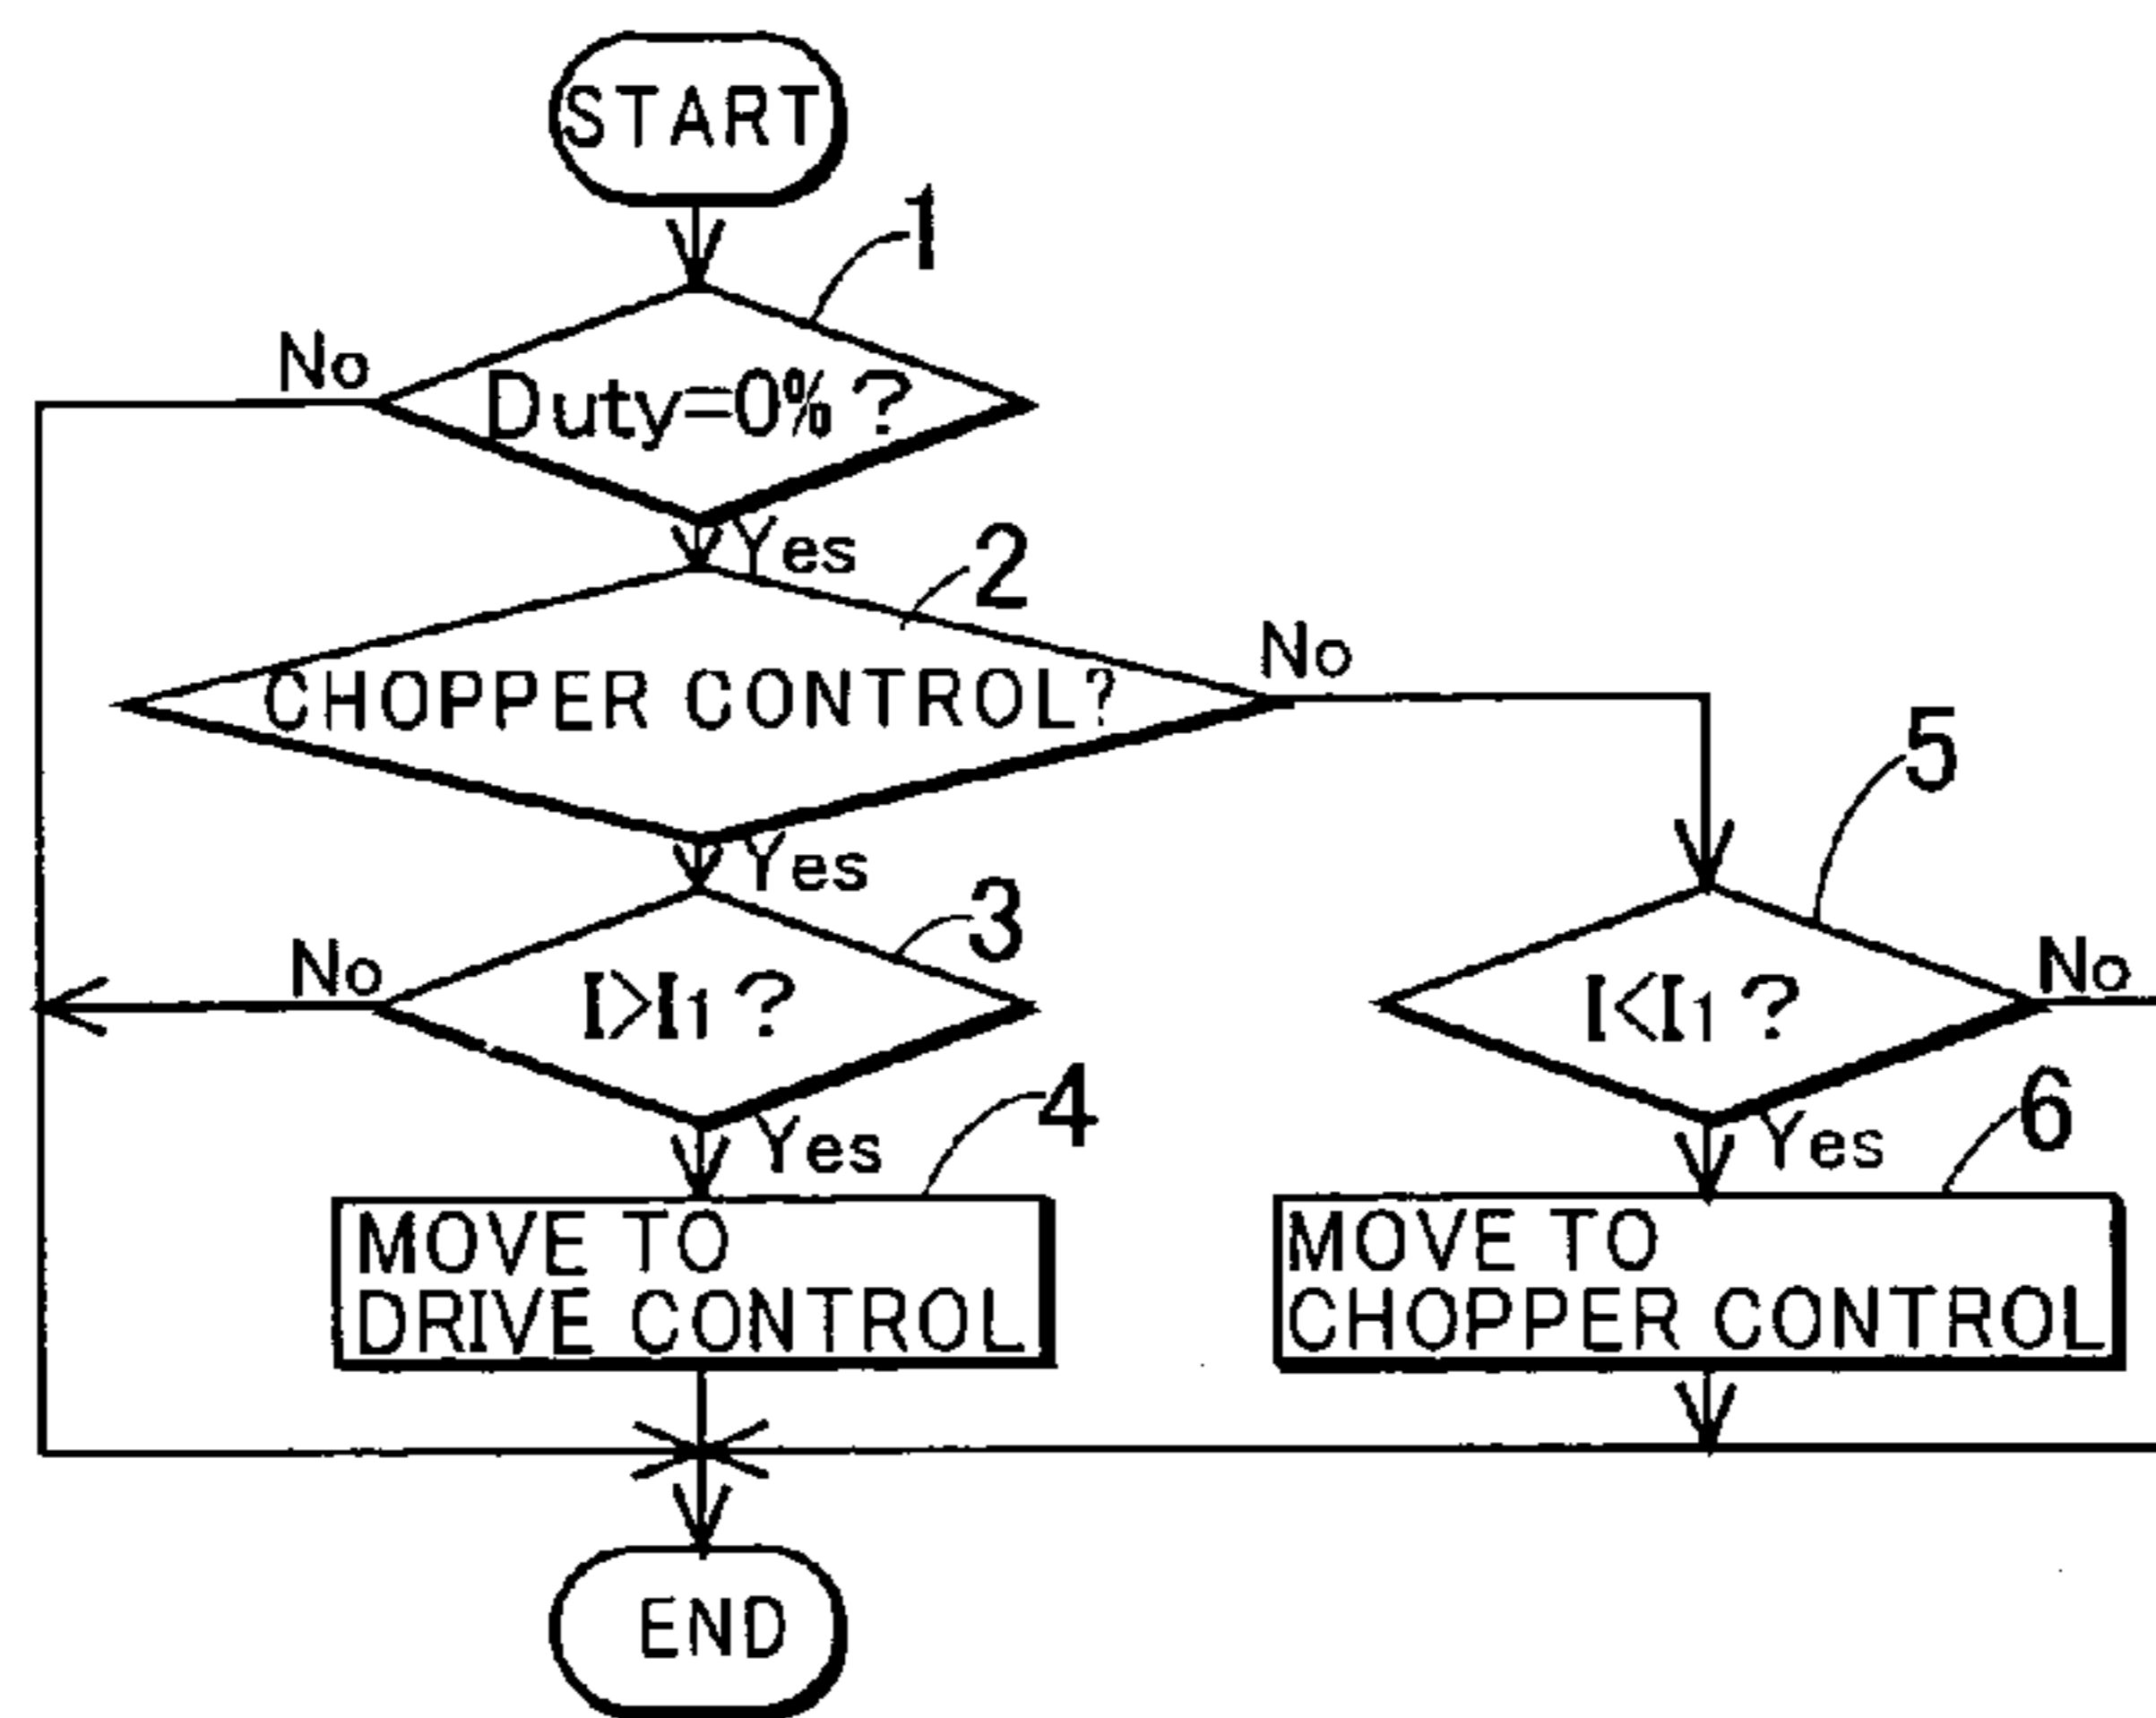 START
1
No
Duty=0%?
Yes
2
No
CHOPPER CONTROL?
5
Yes
3
No
I>I1?
I<I1?
No
4
Yes
6
Yes
MOVE TO
DRIVE CONTROL
MOVE TO
CHOPPER CONTROL
END